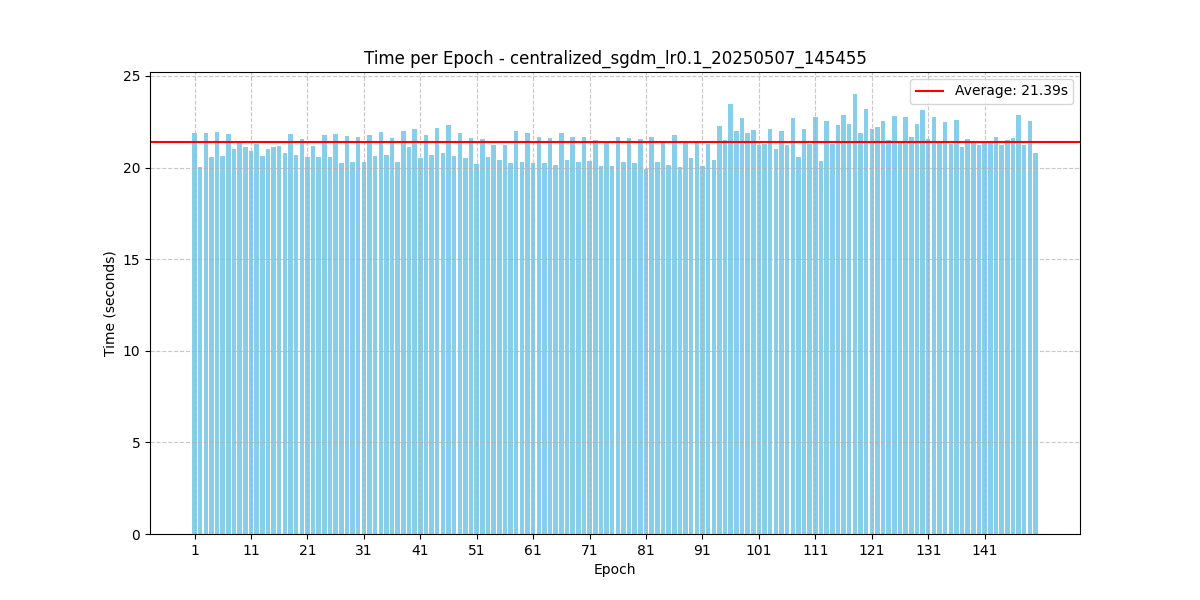 Time per Epoch - centralized_sgdm_lr0.1_20250507_145455
Average: 21.39s
25
20
15
10
5
0
Time (seconds)
1 11 21 31 41 51 61 71 81 91 101 111 121 131 141
Epoch